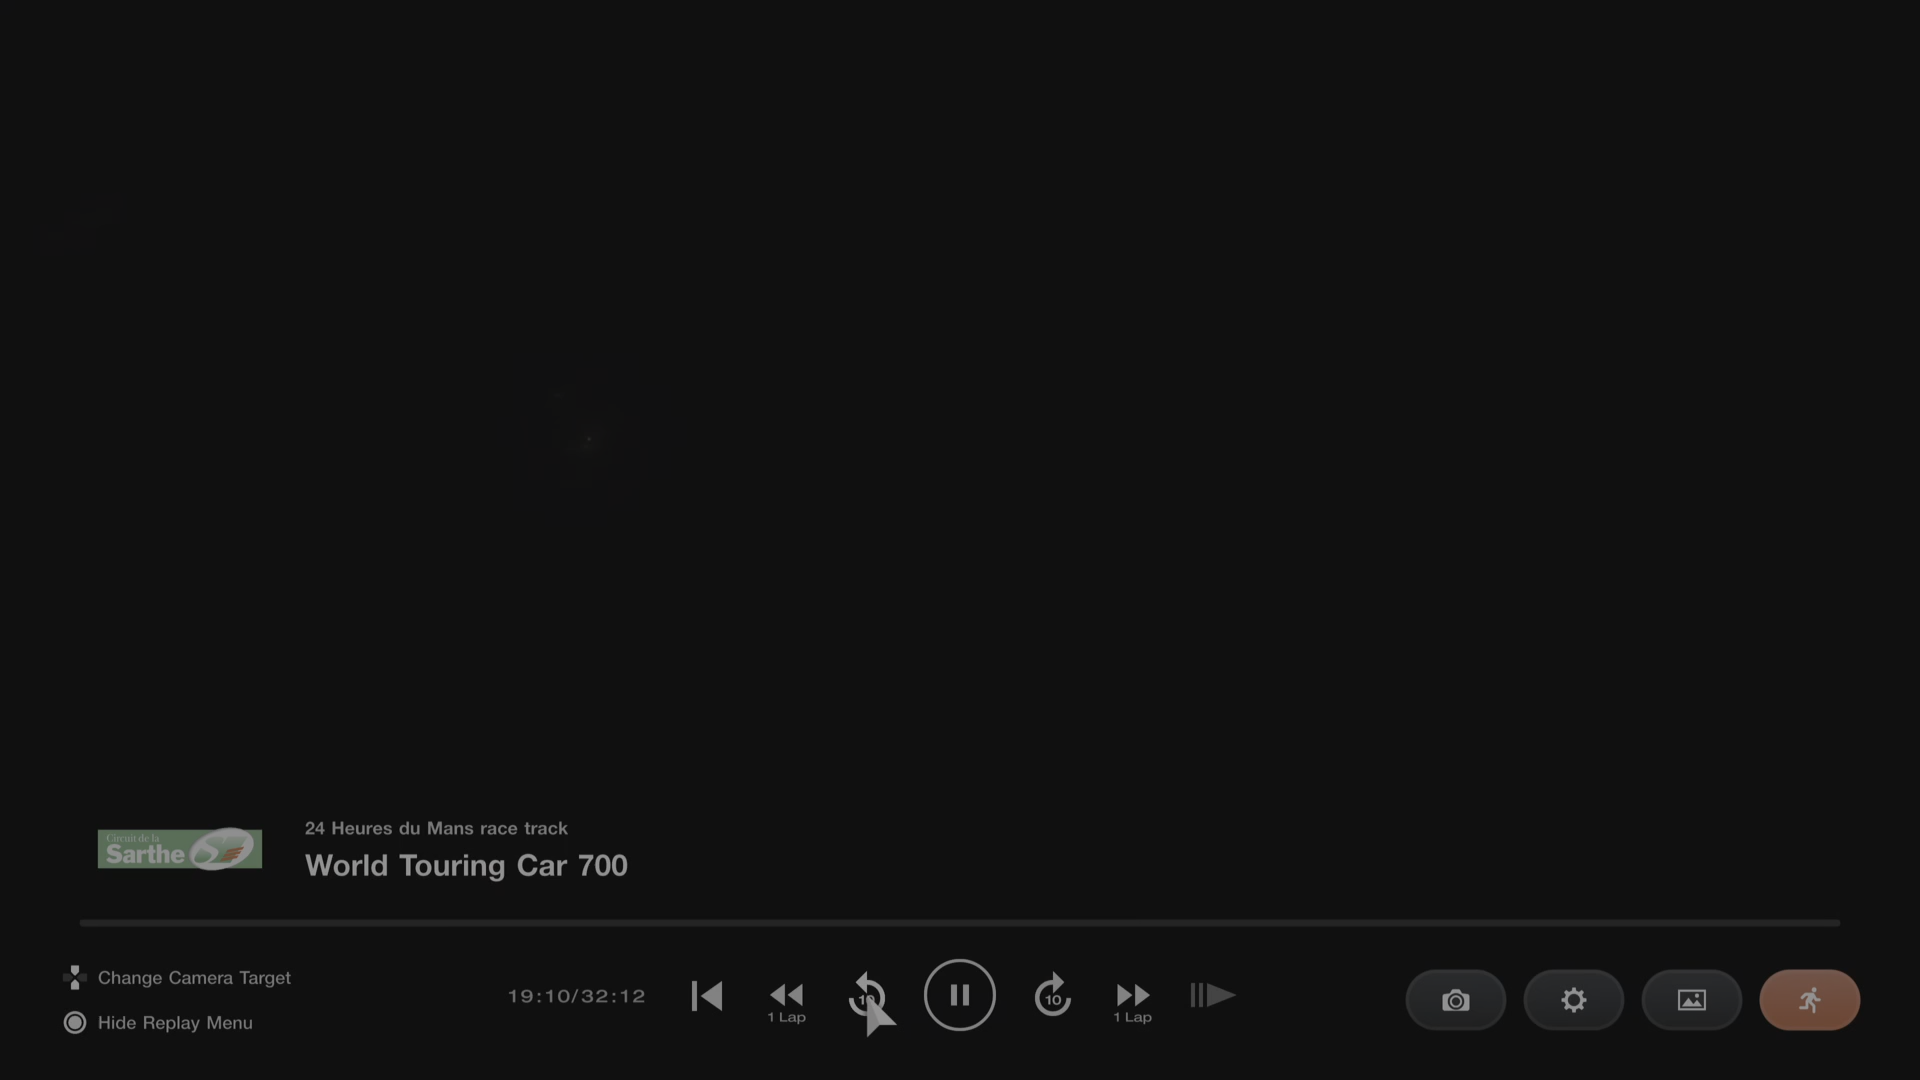 Circuit de la
Sarthe
24 Heures du Mans race track
World Touring Car 700
Change Camera Target
Hide Replay Menu
19:10/32:12
1 Lap
10
10
1 Lap